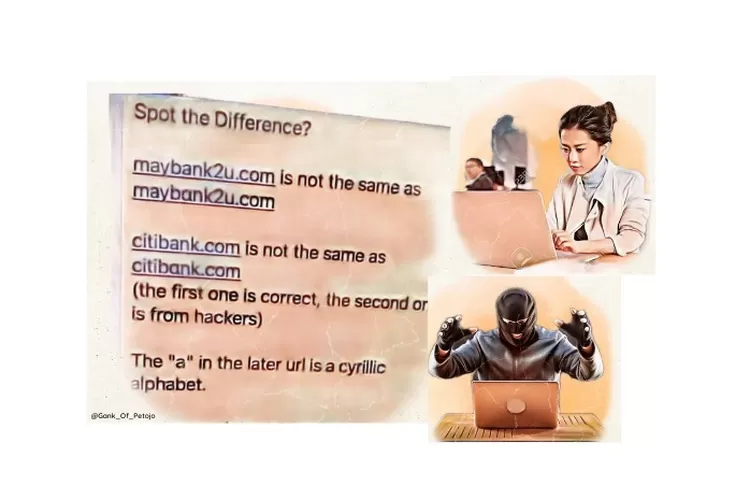 Spot the Difference?
maybank2u.com is not the same as
maybank2u.com
citibank.com is not the same as
citibank.com
(the first one is correct, the second or
is from hackers)
The "a" in the later url is a cyrillic
alphabet.
@Gank_Of_Petojo